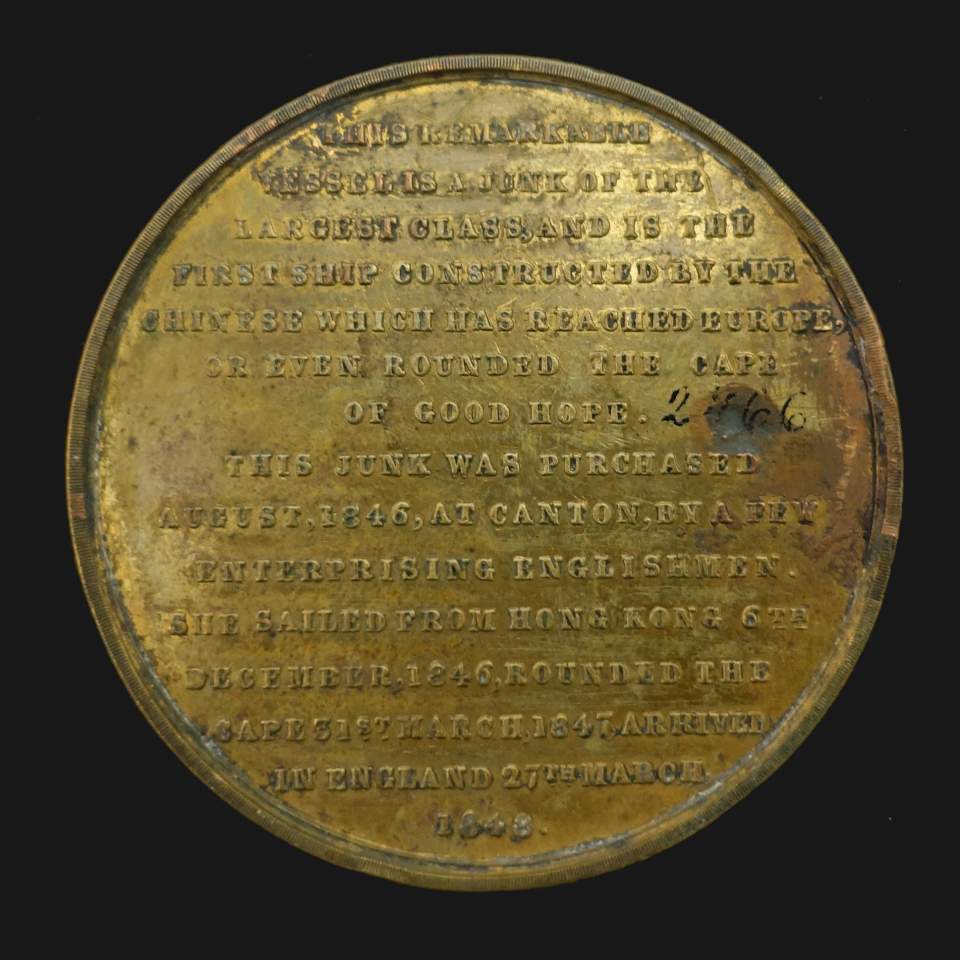 THIS REMARKABLE
VESSEL IS A JUNK OF THE
LARGEST CLASS, AND IS THE
FIRST SHIP CONSTRUCTED BY THE
CHINESE WHICH HAS REACHED EUROPE,
OR EVEN ROUNDED THE CAPE
OF GOOD HOPE.
THIS JUNK WAS PURCHASED
AUGUST, 1846, AT CANTON, BY A FEW
ENTERPRISING ENGLISHMEN.
SHE SAILED FROM HONG KONG 6TH
DECEMBER, 1846, ROUNDED THE
CAPE 31ST MARCH, 1847, ARRIVED
IN ENGLAND 27TH MARCH
1848.